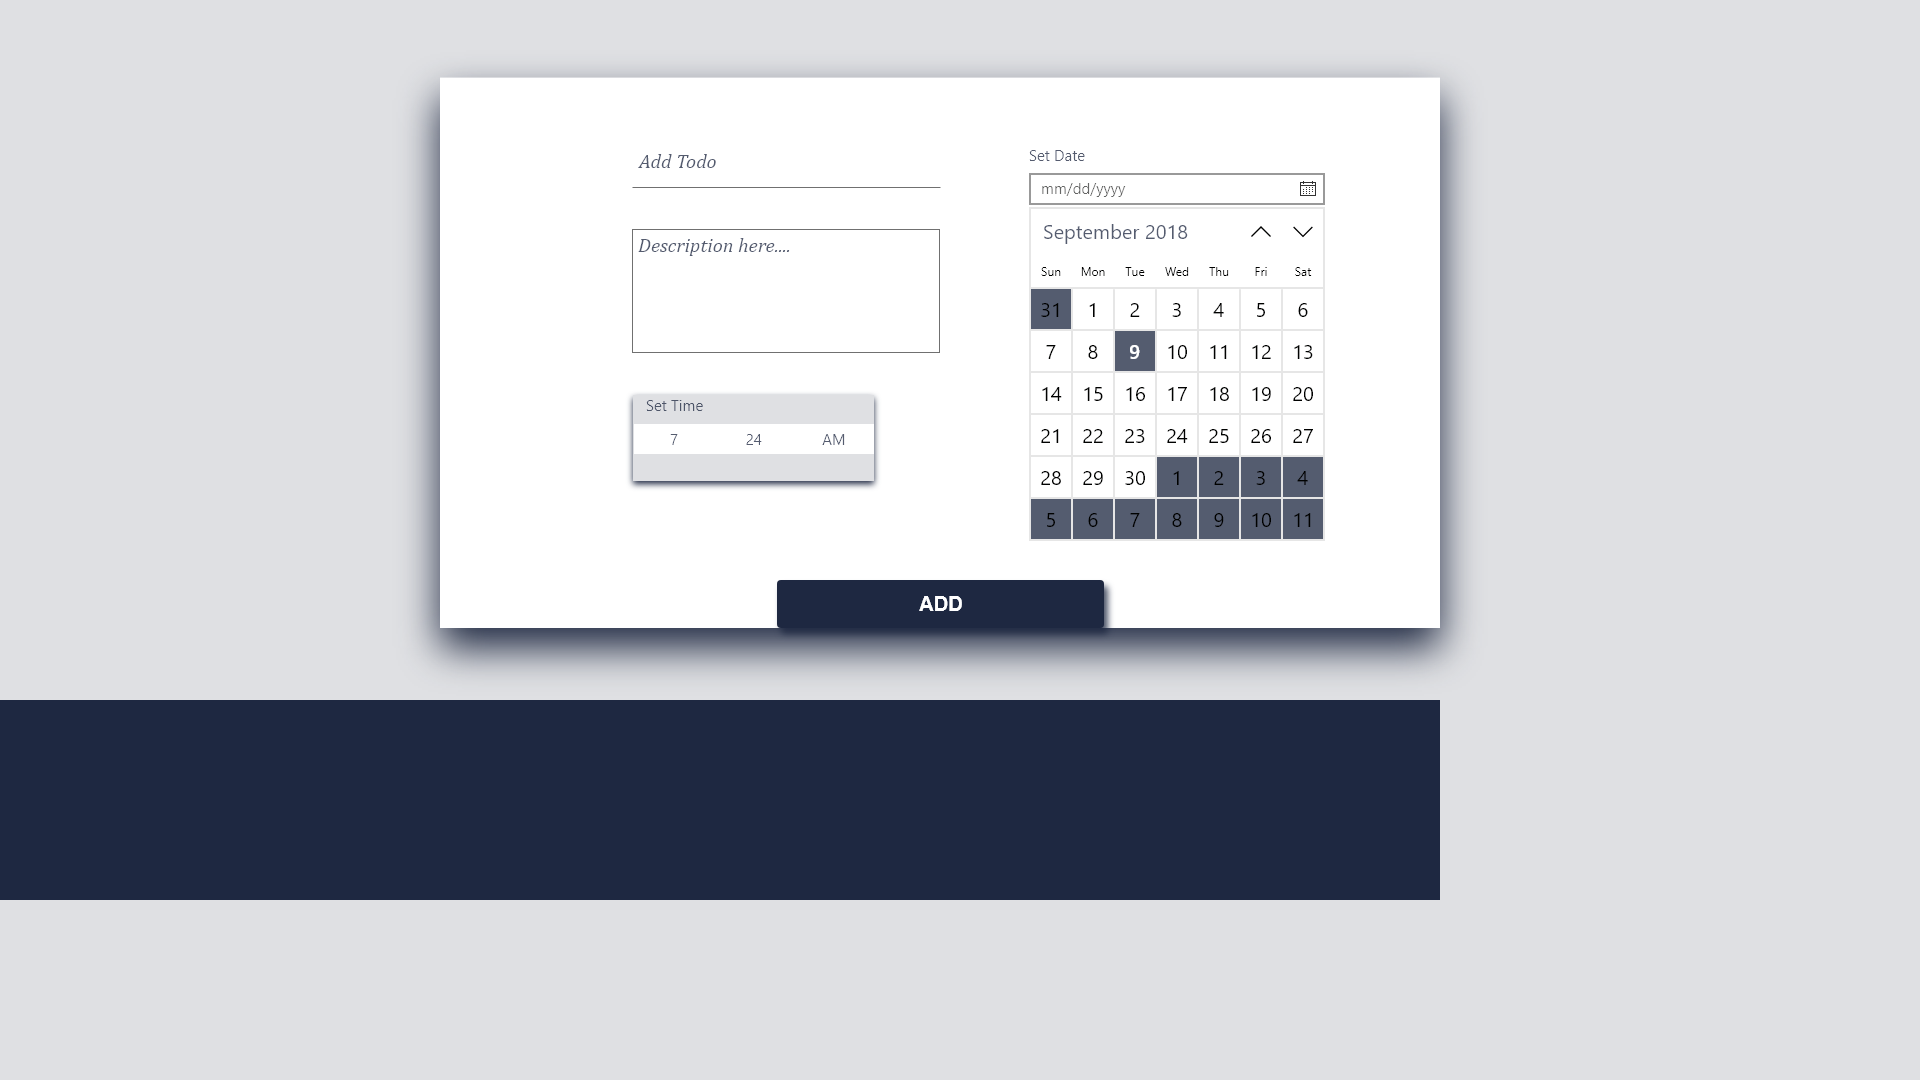 Add Todo
Description here....
Set Time
7 24 AM
Set Date
mm/dd/yyyy
September 2018
Sun Mon Tue Wed Thu Fri Sat
31 1 2 3 4 5 6
7 8 9 10 11 12 13
14 15 16 17 18 19 20
21 22 23 24 25 26 27
28 29 30 1 2 3 4
5 6 7 8 9 10 11
ADD